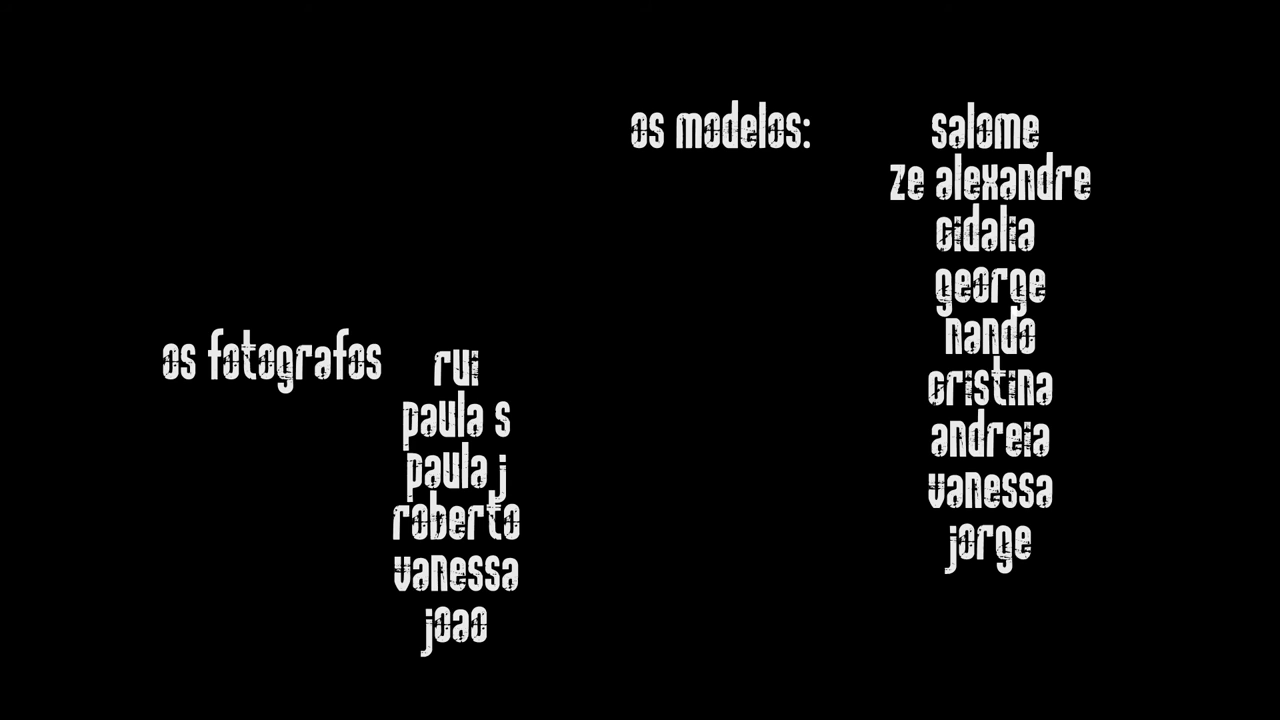 os modelos:
salome
ze alexandre
cidalia
george
nando
cristina
andreia
vanessa
jorge
os fotografos
rui
paula s
paula j
roberto
vanessa
joao